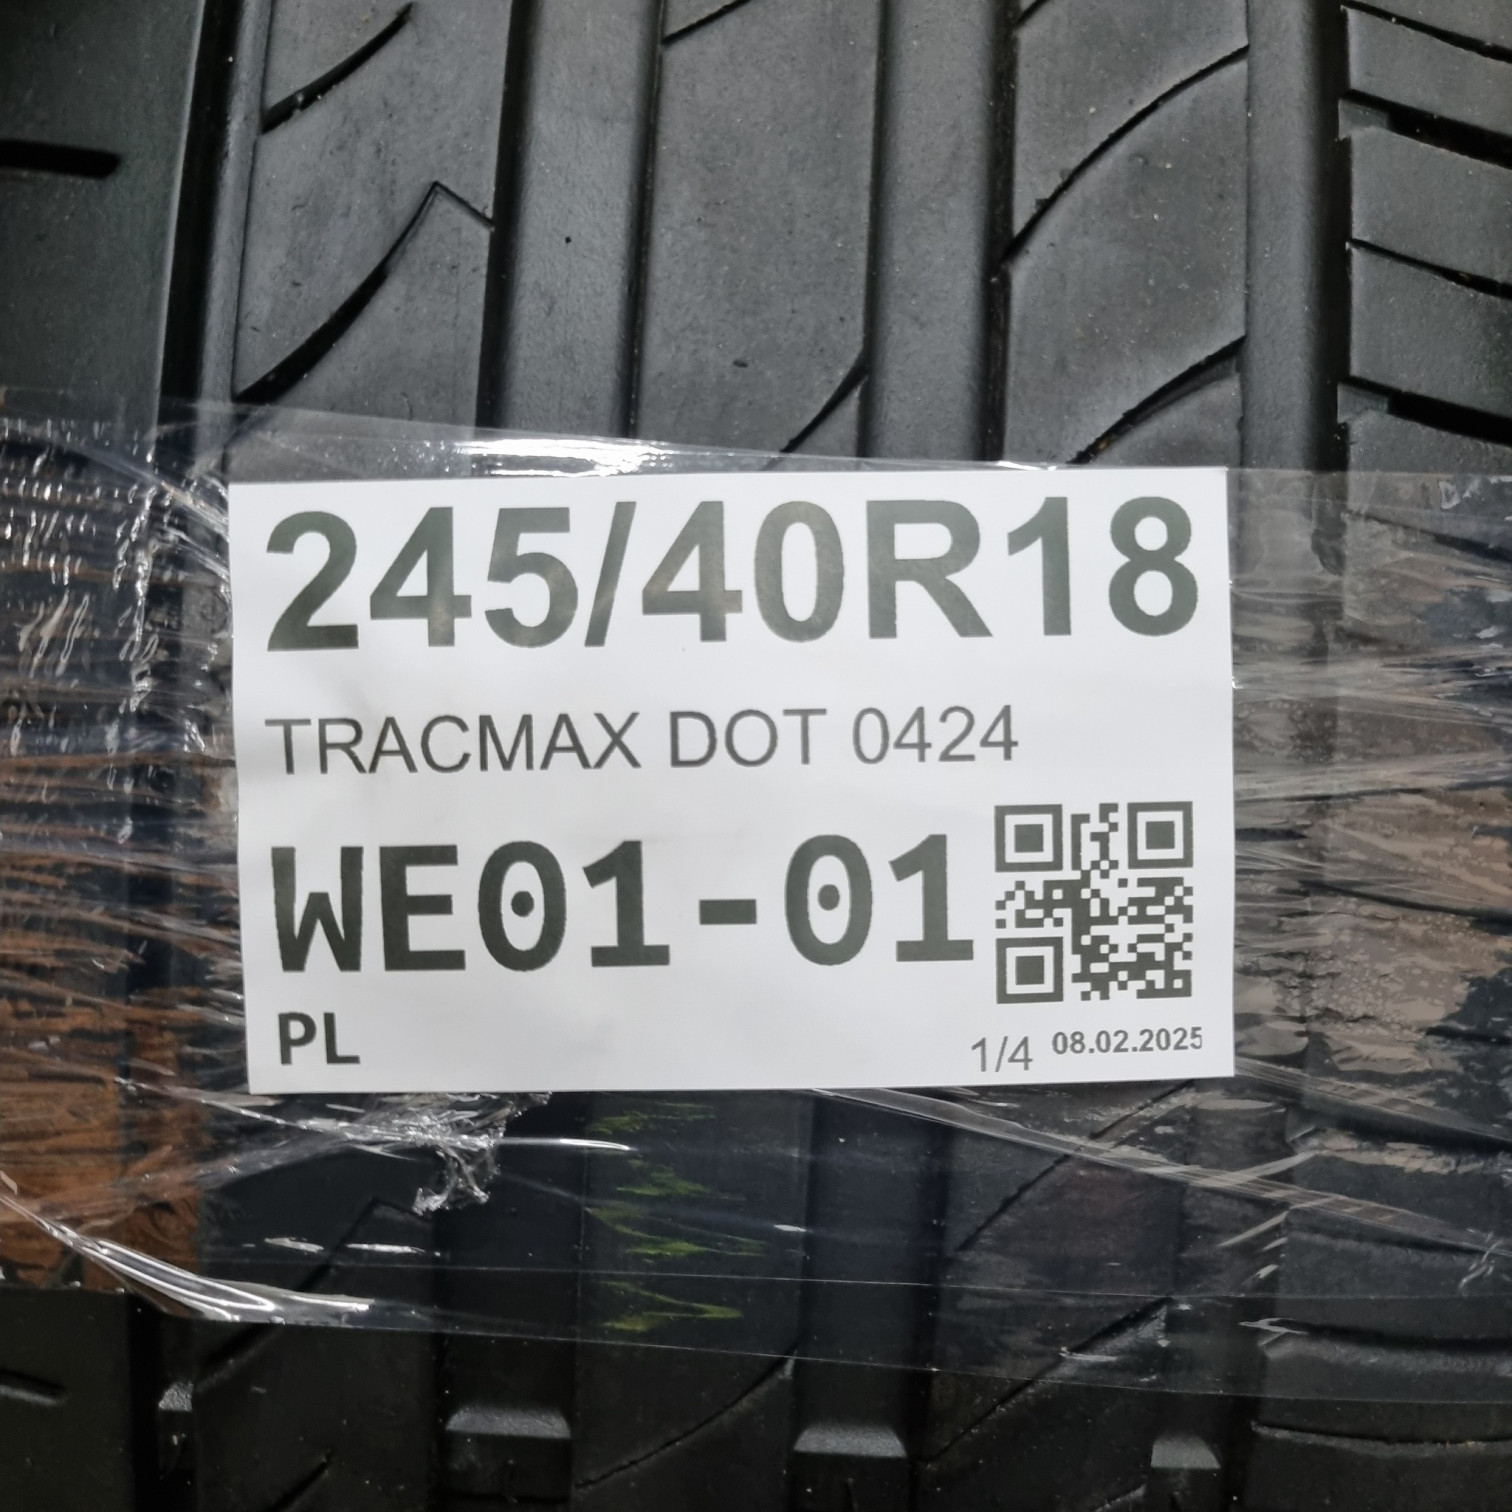 245/40R18
TRACMAX DOT 0424
WE01-01
PL
1/4 08.02.2025